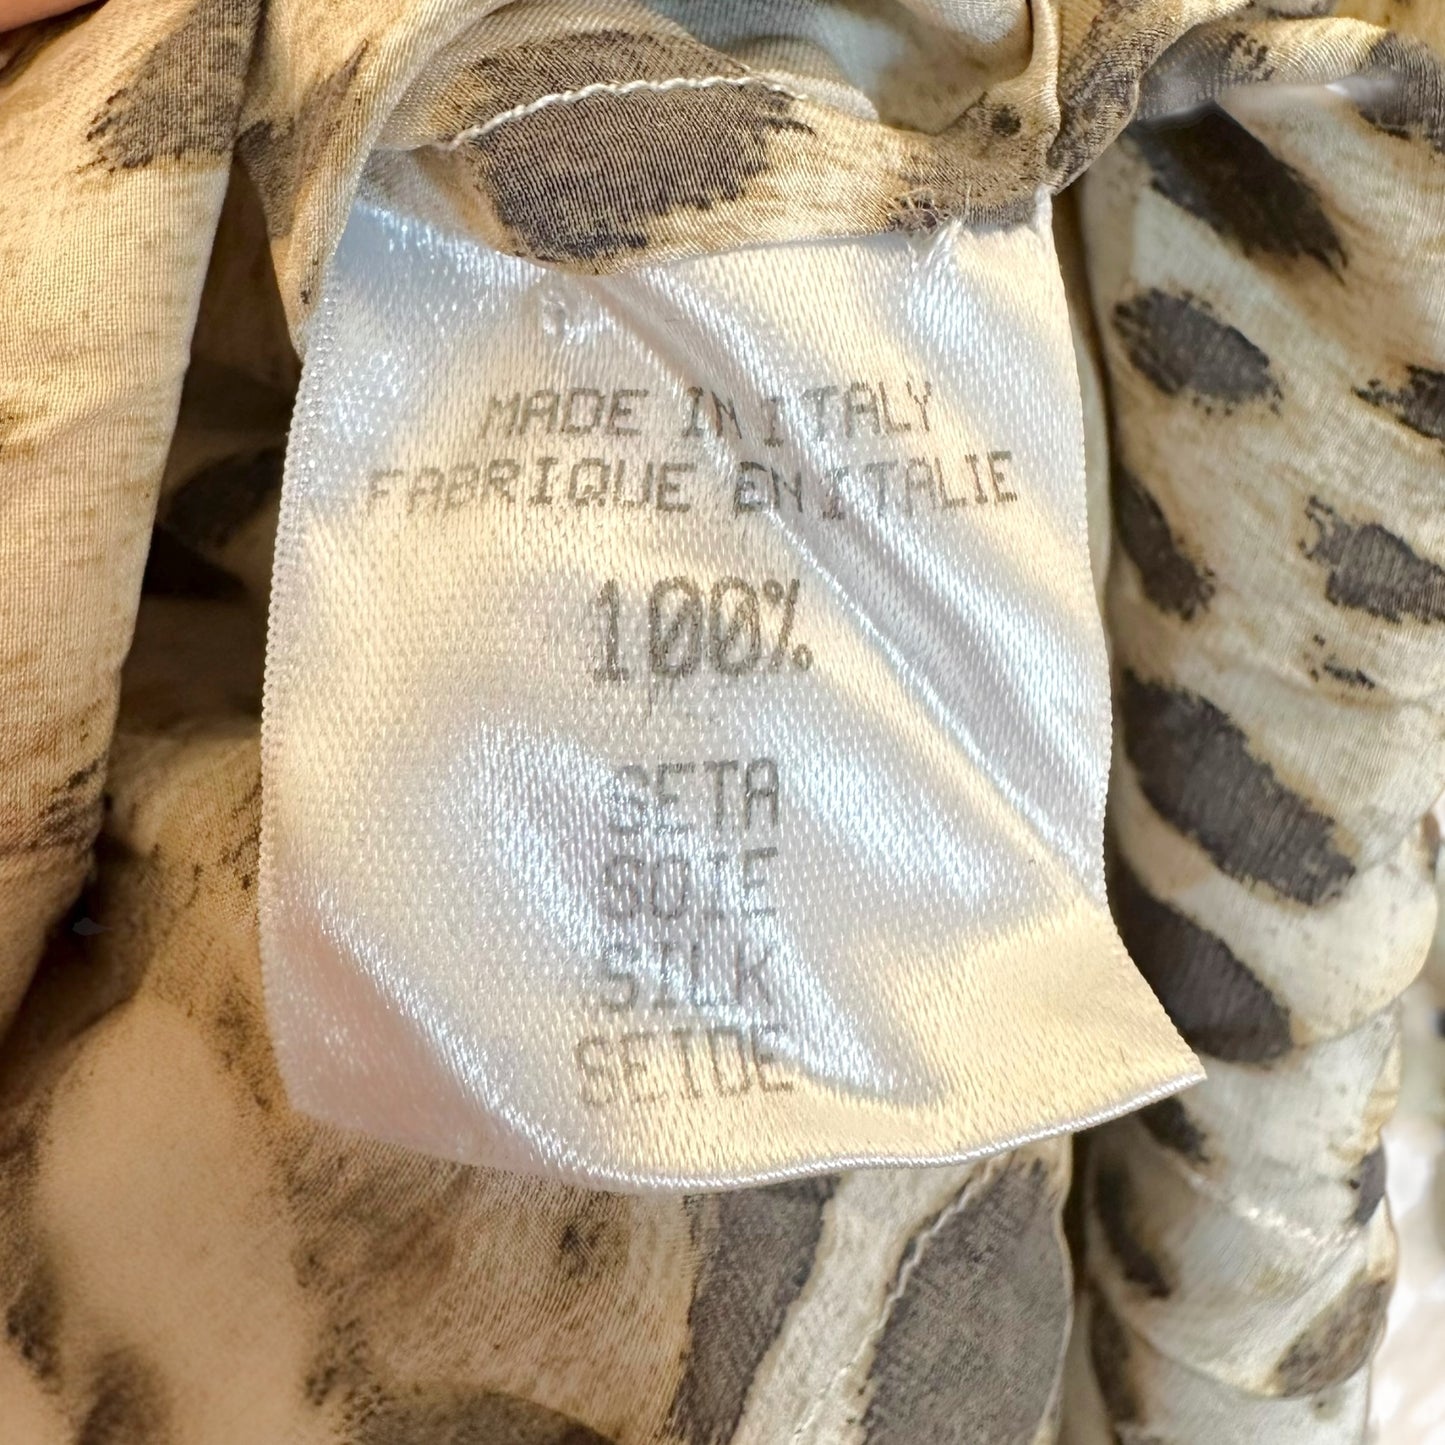 MADE IN ITALY
FABRIQUE EN ITALIE
100%
SETA
SOIE
SILK
SEIDE